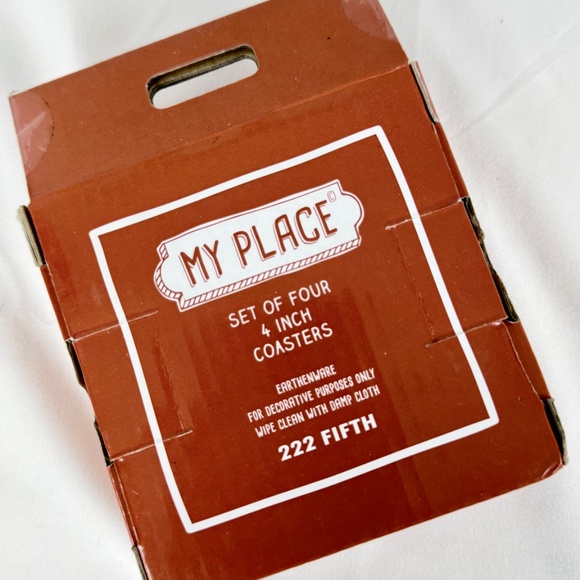 MY PLACE©
SET OF FOUR
4 INCH
COASTERS
EARTHENWARE
FOR DECORATIVE PURPOSES ONLY
WIPE CLEAN WITH DAMP CLOTH
222 FIFTH